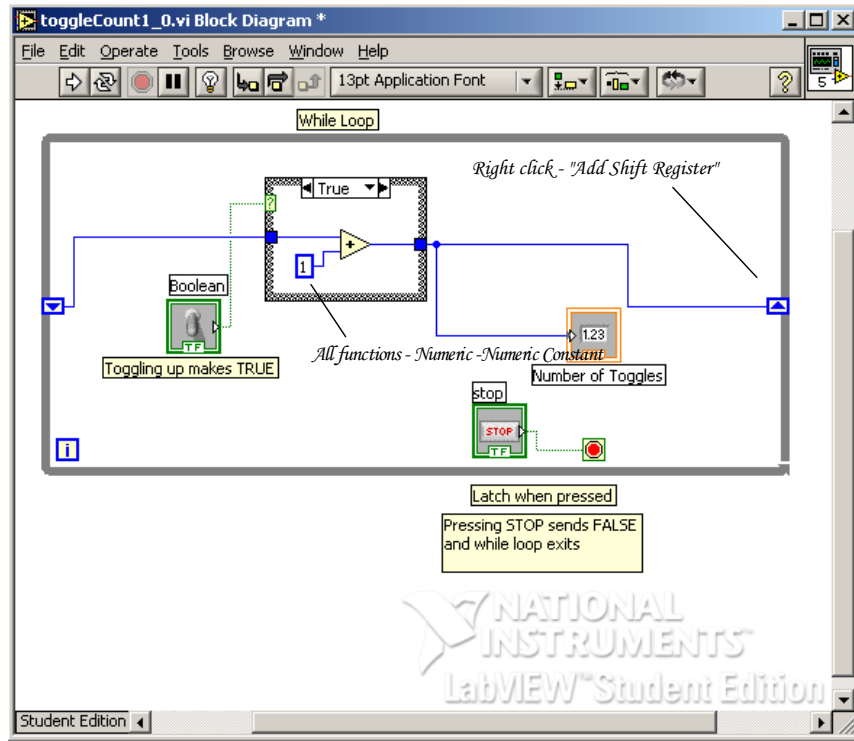 toggleCount1_0.vi Block Diagram *
File Edit Operate Tools Browse Window Help
13pt Application Font
5
While Loop
Right click - "Add Shift Register"
True
?
+
1
Boolean
TF
Toggling up makes TRUE
1.23
All functions - Numeric -Numeric Constant
Number of Toggles
stop
STOP
TF
i
Latch when pressed
Pressing STOP sends FALSE
and while loop exits
NATIONAL
INSTRUMENTS™
LabVIEW™Student Edition
Student Edition